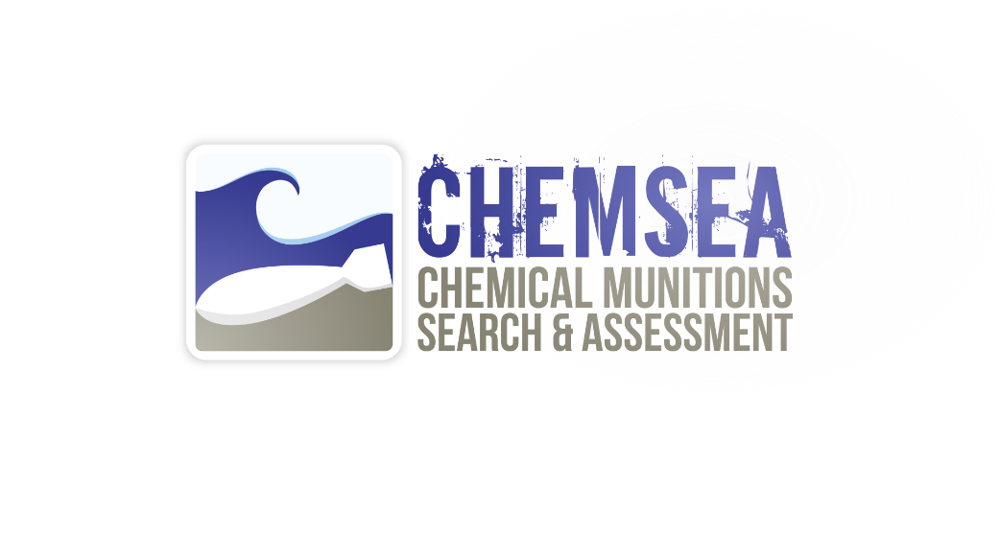 CHEMSEA
CHEMICAL MUNITIONS
SEARCH & ASSESSMENT